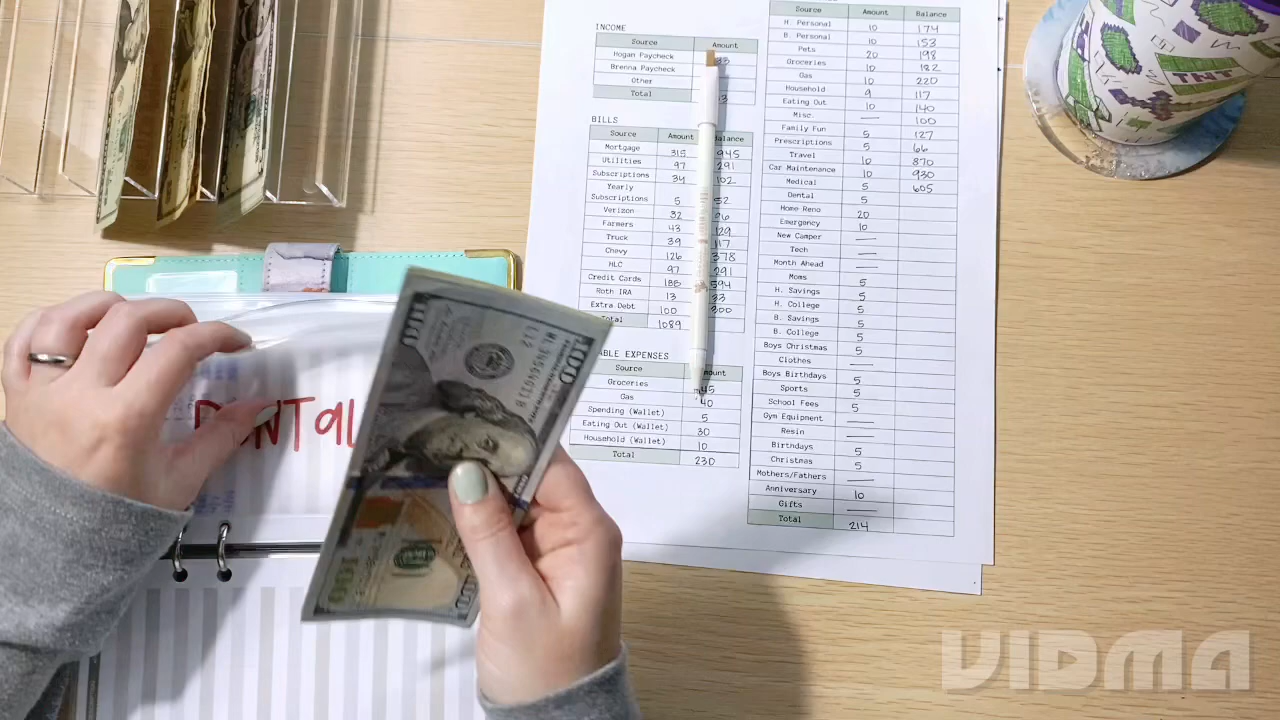 INCOME
Source Amount
Hogan Paycheck
Brenna Paycheck
Other
Total
BILLS
Source Amount Balance
Mortgage 315 945
Utilities 97 291
Subscriptions 34 102
Yearly
Subscriptions 5
Verizon 32
Farmers 43 129
Truck 39 117
Chevy 126 378
HLC 97 291
Credit Cards 594
Roth IRA 13
Extra Debt 100 300
Total 1089
ABLE EXPENSES
Source
Groceries
Gas 40
Spending (Wallet) 5
Eating Out (Wallet) 30
Household (Wallet) 10
Total 230
Source Amount Balance
H. Personal 10 174
B. Personal 10 153
Pets 20 198
Groceries 10 182
Gas 10 220
Household 9 117
Eating Out 10 140
Misc. — 100
Family Fun 5 127
Prescriptions 5 66
Travel 10 870
Car Maintenance 10 930
Medical 5 605
Dental 5
Home Reno 20
Emergency 10
New Camper —
Tech —
Month Ahead —
Moms 5
H. Savings 5
H. College 5
B. Savings 5
B. College 5
Boys Christmas 5
Clothes —
Boys Birthdays 5
Sports 5
School Fees 5
Gym Equipment —
Resin —
Birthdays 5
Christmas 5
Mothers/Fathers —
Anniversary 10
Gifts —
Total 214
TNT
DENTAL
100
100
100
L12
VIDMA